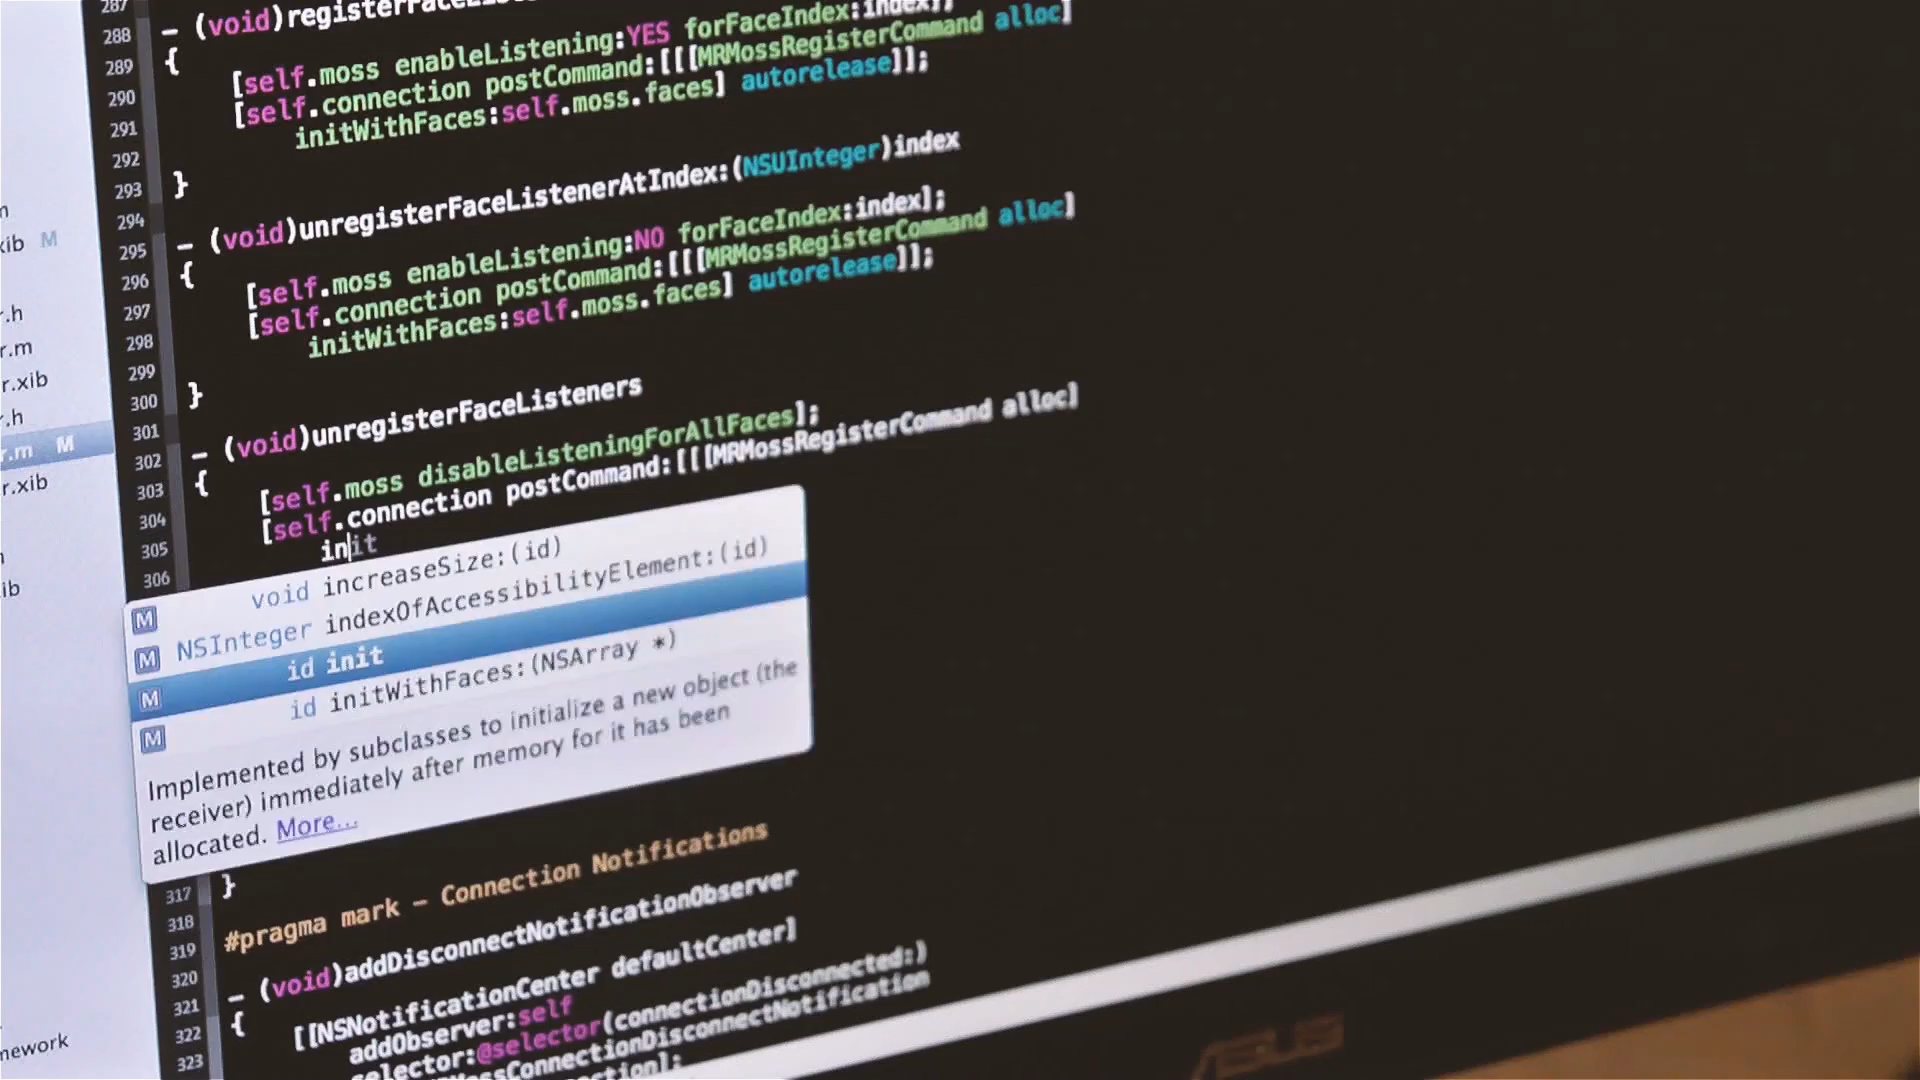 287
288 – (void)registerFaceListe
289 {
290 [self.moss enableListening:YES forFaceIndex:index];
291 [self.connection postCommand:[[[MRMossRegisterCommand alloc]
292 initWithFaces:self.moss.faces] autorelease]];
293 }
294
295 – (void)unregisterFaceListenerAtIndex:(NSUInteger)index
296 {
297 [self.moss enableListening:NO forFaceIndex:index];
298 [self.connection postCommand:[[[MRMossRegisterCommand alloc]
299 initWithFaces:self.moss.faces] autorelease]];
300 }
301
302 – (void)unregisterFaceListeners
303 {
304 [self.moss disableListeningForAllFaces];
305 [self.connection postCommand:[[[MRMossRegisterCommand alloc]
306 init
M void increaseSize:(id)
M NSInteger indexOfAccessibilityElement:(id)
M id init
M id initWithFaces:(NSArray *)
Implemented by subclasses to initialize a new object (the
receiver) immediately after memory for it has been
allocated. More...
317 }
318
319 #pragma mark – Connection Notifications
320
321 – (void)addDisconnectNotificationObserver
322 {
323 [[NSNotificationCenter defaultCenter]
addObserver:self
selector:@selector(connectionDisconnected:)
MossConnectionDisconnectNotification
ction];
xib M
r.h
r.m
r.xib
r.h
r.m M
r.xib
ib
mework
ASUS